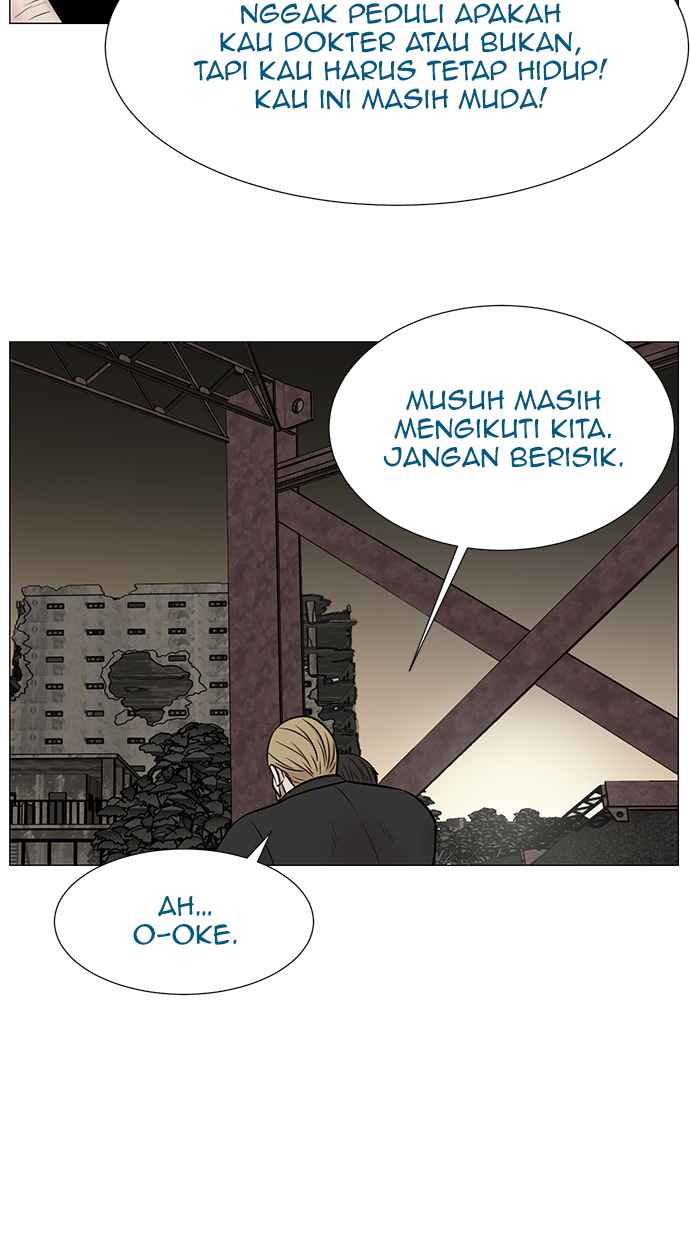 NGGAK PEDULI APAKAH
KAU DOKTER ATAU BUKAN,
TAPI KAU HARUS TETAP HIDUP!
KAU INI MASIH MUDA!
MUSUH MASIH
MENGIKUTI KITA.
JANGAN BERISIK.
AH...
O-OKE.